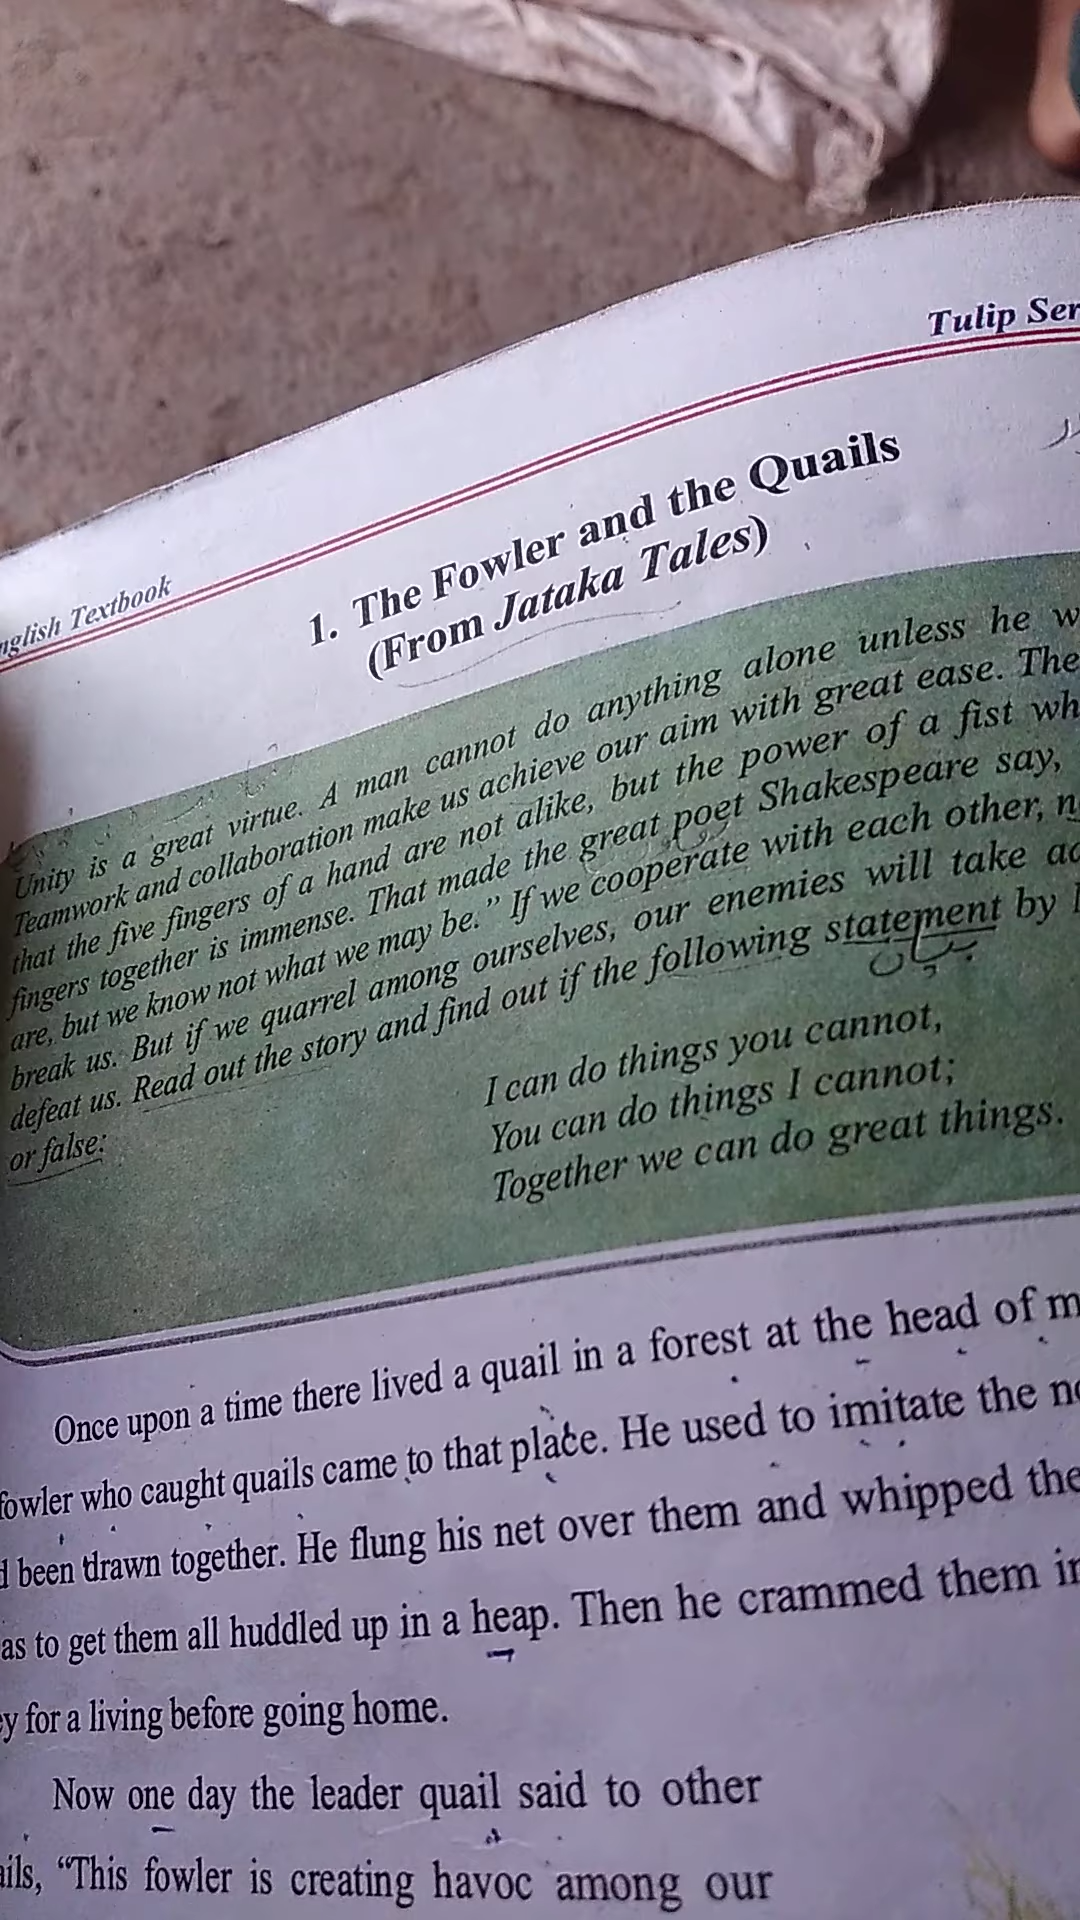 Tulip Ser
nglish Textbook
1. The Fowler and the Quails
(From Jataka Tales)
Unity is a great virtue. A man cannot do anything alone unless he w
Teamwork and collaboration make us achieve our aim with great ease. The
that the five fingers of a hand are not alike, but the power of a fist wh
fingers together is immense. That made the great poet Shakespeare say,
are, but we know not what we may be." If we cooperate with each other, n
break us. But if we quarrel among ourselves, our enemies will take ad
defeat us. Read out the story and find out if the following statement by
or false:
I can do things you cannot,
You can do things I cannot;
Together we can do great things.
Once upon a time there lived a quail in a forest at the head of m
fowler who caught quails came to that place. He used to imitate the no
d been drawn together. He flung his net over them and whipped the
as to get them all huddled up in a heap. Then he crammed them in
ey for a living before going home.
Now one day the leader quail said to other
ails, "This fowler is creating havoc among our